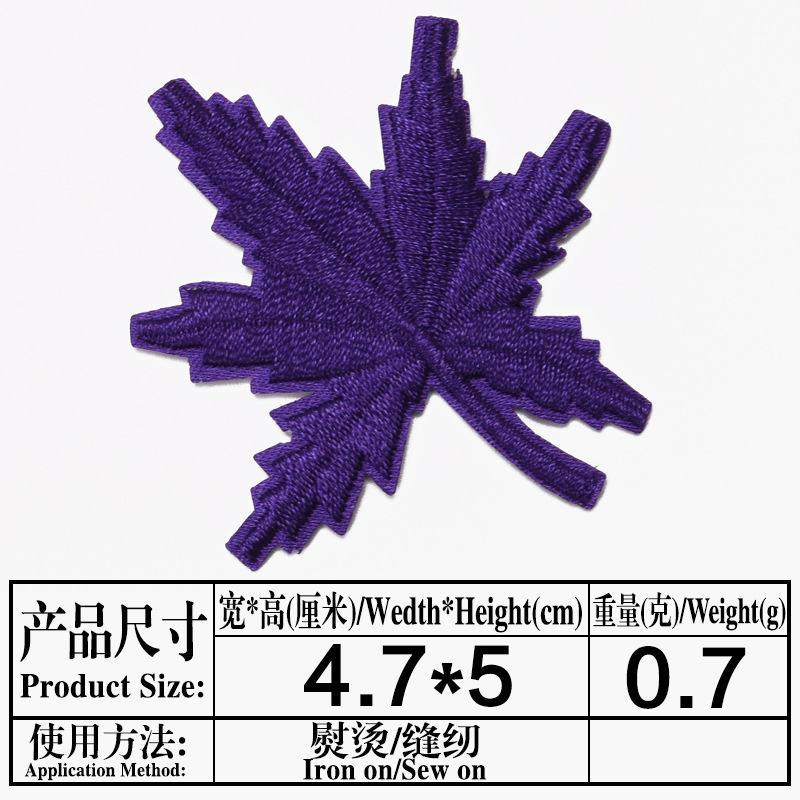 产品尺寸
Product Size:
宽*高(厘米)/Wedth*Height(cm)
重量(克)/Weight(g)
4.7*5
0.7
使用方法:
Application Method:
熨烫/缝纫
Iron on/Sew on